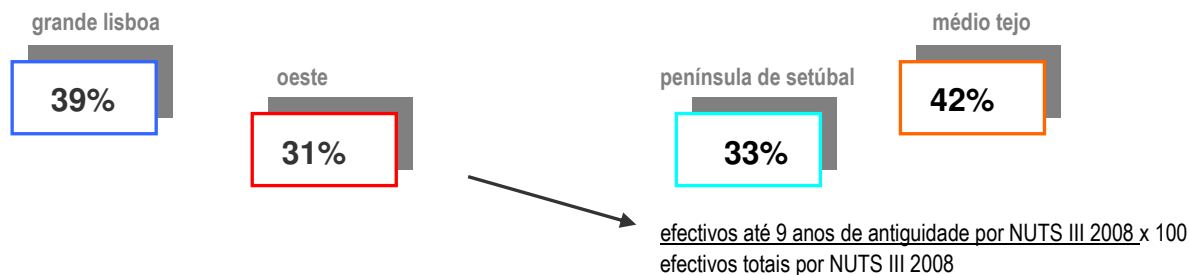 grande lisboa
39%
oeste
31%
península de setúbal
33%
médio tejo
42%
efectivos até 9 anos de antiguidade por NUTS III 2008 x 100
efectivos totais por NUTS III 2008